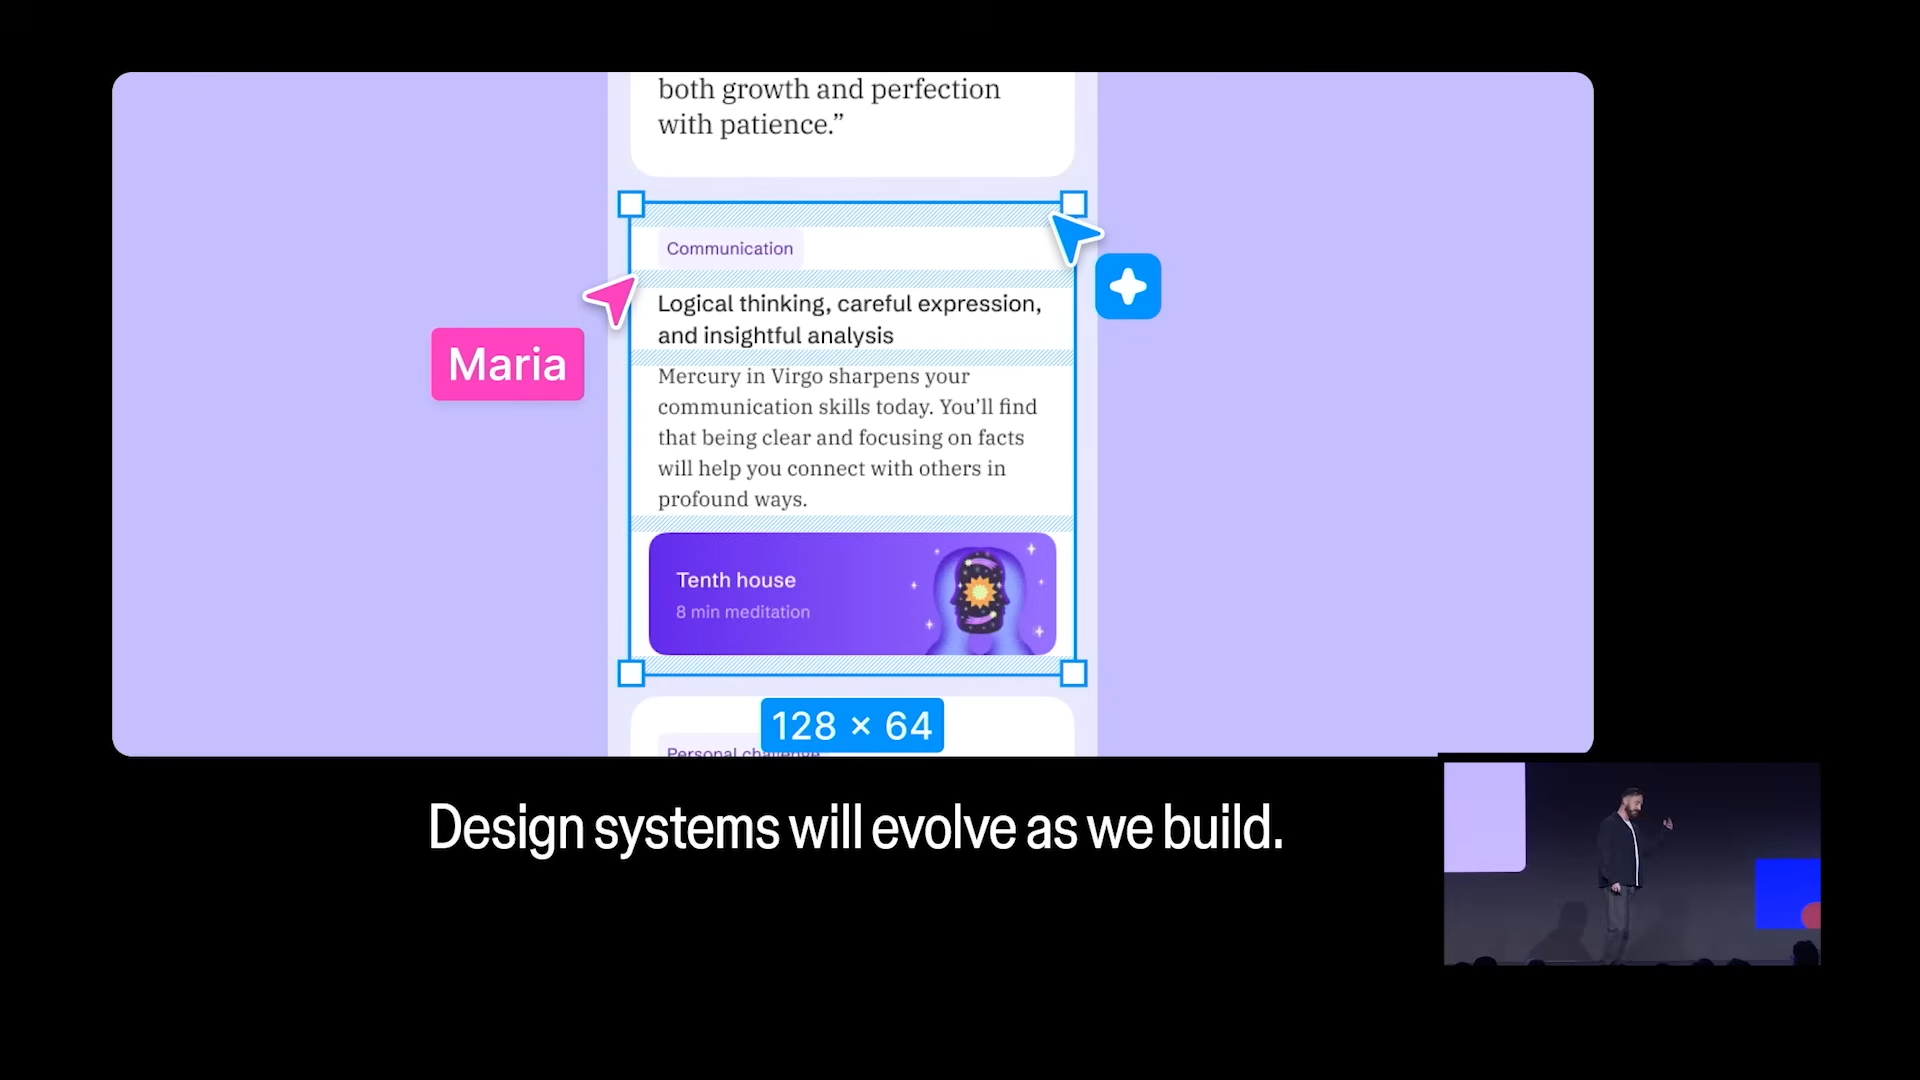 both growth and perfection
with patience.”
Communication
Logical thinking, careful expression,
and insightful analysis
Maria
Mercury in Virgo sharpens your
communication skills today. You’ll find
that being clear and focusing on facts
will help you connect with others in
profound ways.
Tenth house
8 min meditation
128 × 64
Personal challenge
Design systems will evolve as we build.